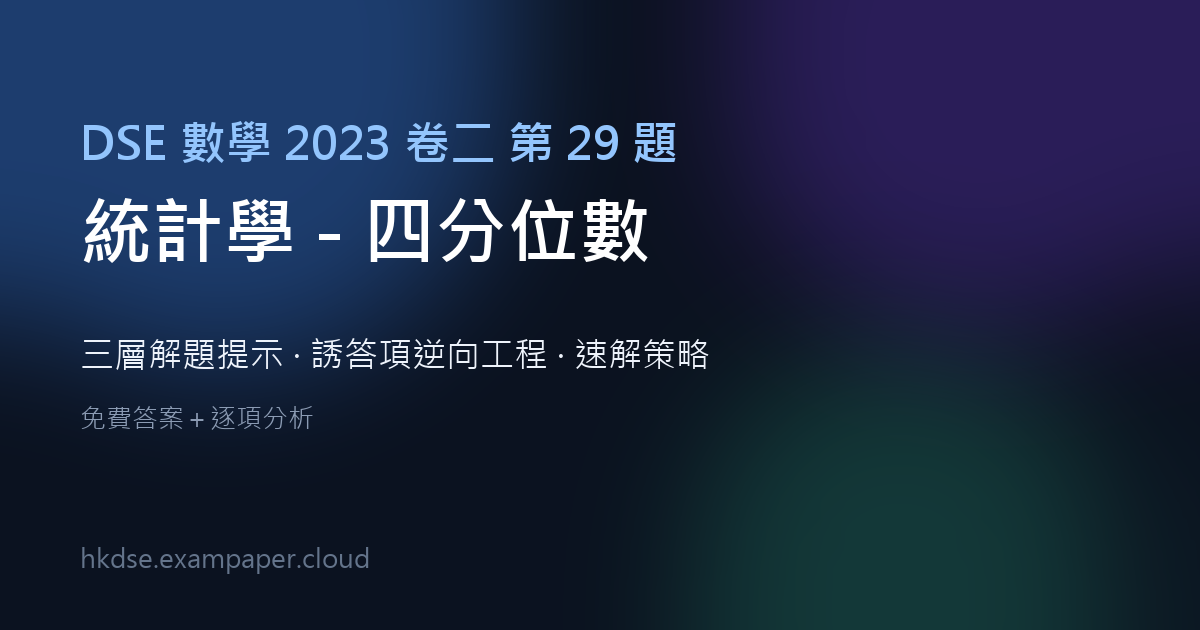 DSE 數學 2023 卷二 第 29 題
統計學 - 四分位數
三層解題提示 · 誘答項逆向工程 · 速解策略
免費答案 + 逐項分析
hkdse.exampaper.cloud